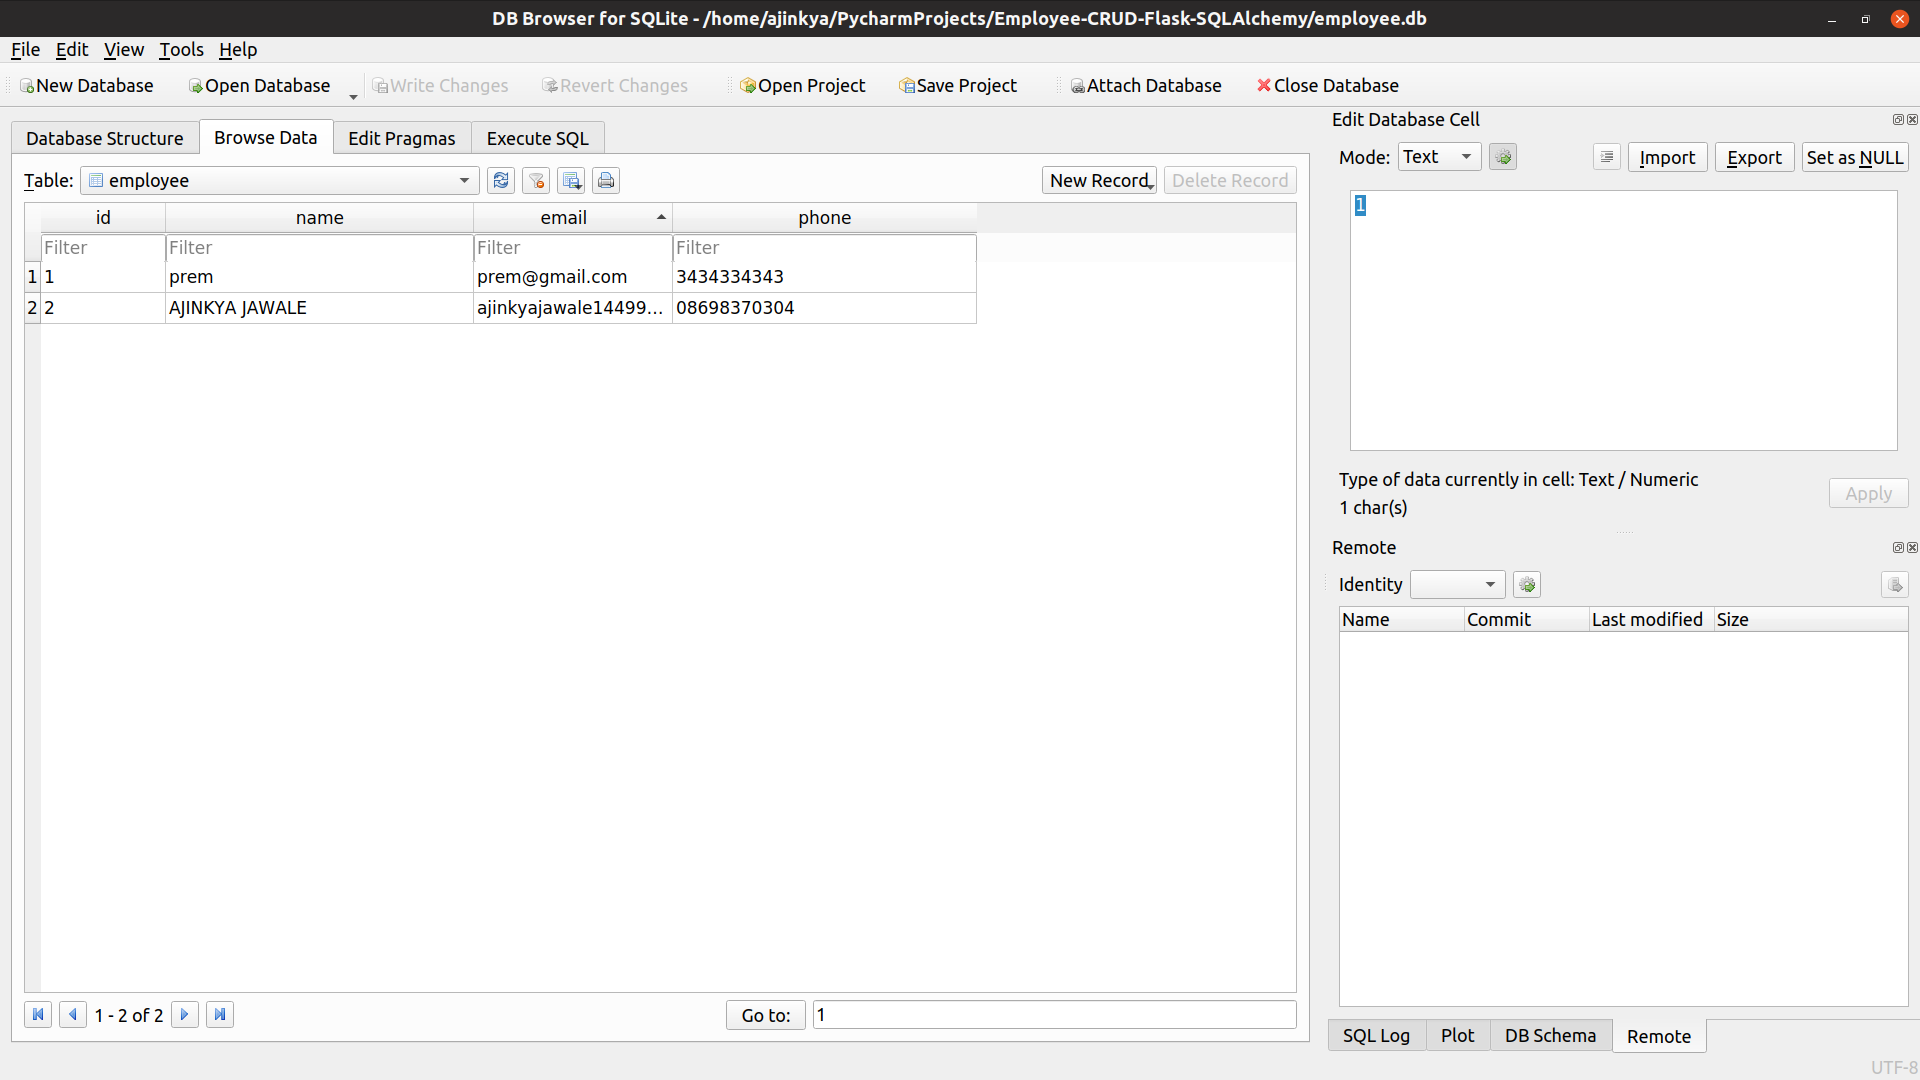 DB Browser for SQLite - /home/ajinkya/PycharmProjects/Employee-CRUD-Flask-SQLAlchemy/employee.db
File Edit View Tools Help
New Database Open Database Write Changes Revert Changes Open Project Save Project Attach Database Close Database
Database Structure Browse Data Edit Pragmas Execute SQL
Table: employee New Record Delete Record
id name email phone
Filter Filter Filter Filter
1 1 prem prem@gmail.com 3434334343
2 2 AJINKYA JAWALE ajinkyajawale14499... 08698370304
1 - 2 of 2 Go to: 1
Edit Database Cell
Mode: Text Import Export Set as NULL
1
Type of data currently in cell: Text / Numeric
1 char(s)
Apply
Remote
Identity
Name Commit Last modified Size
SQL Log Plot DB Schema Remote
UTF-8